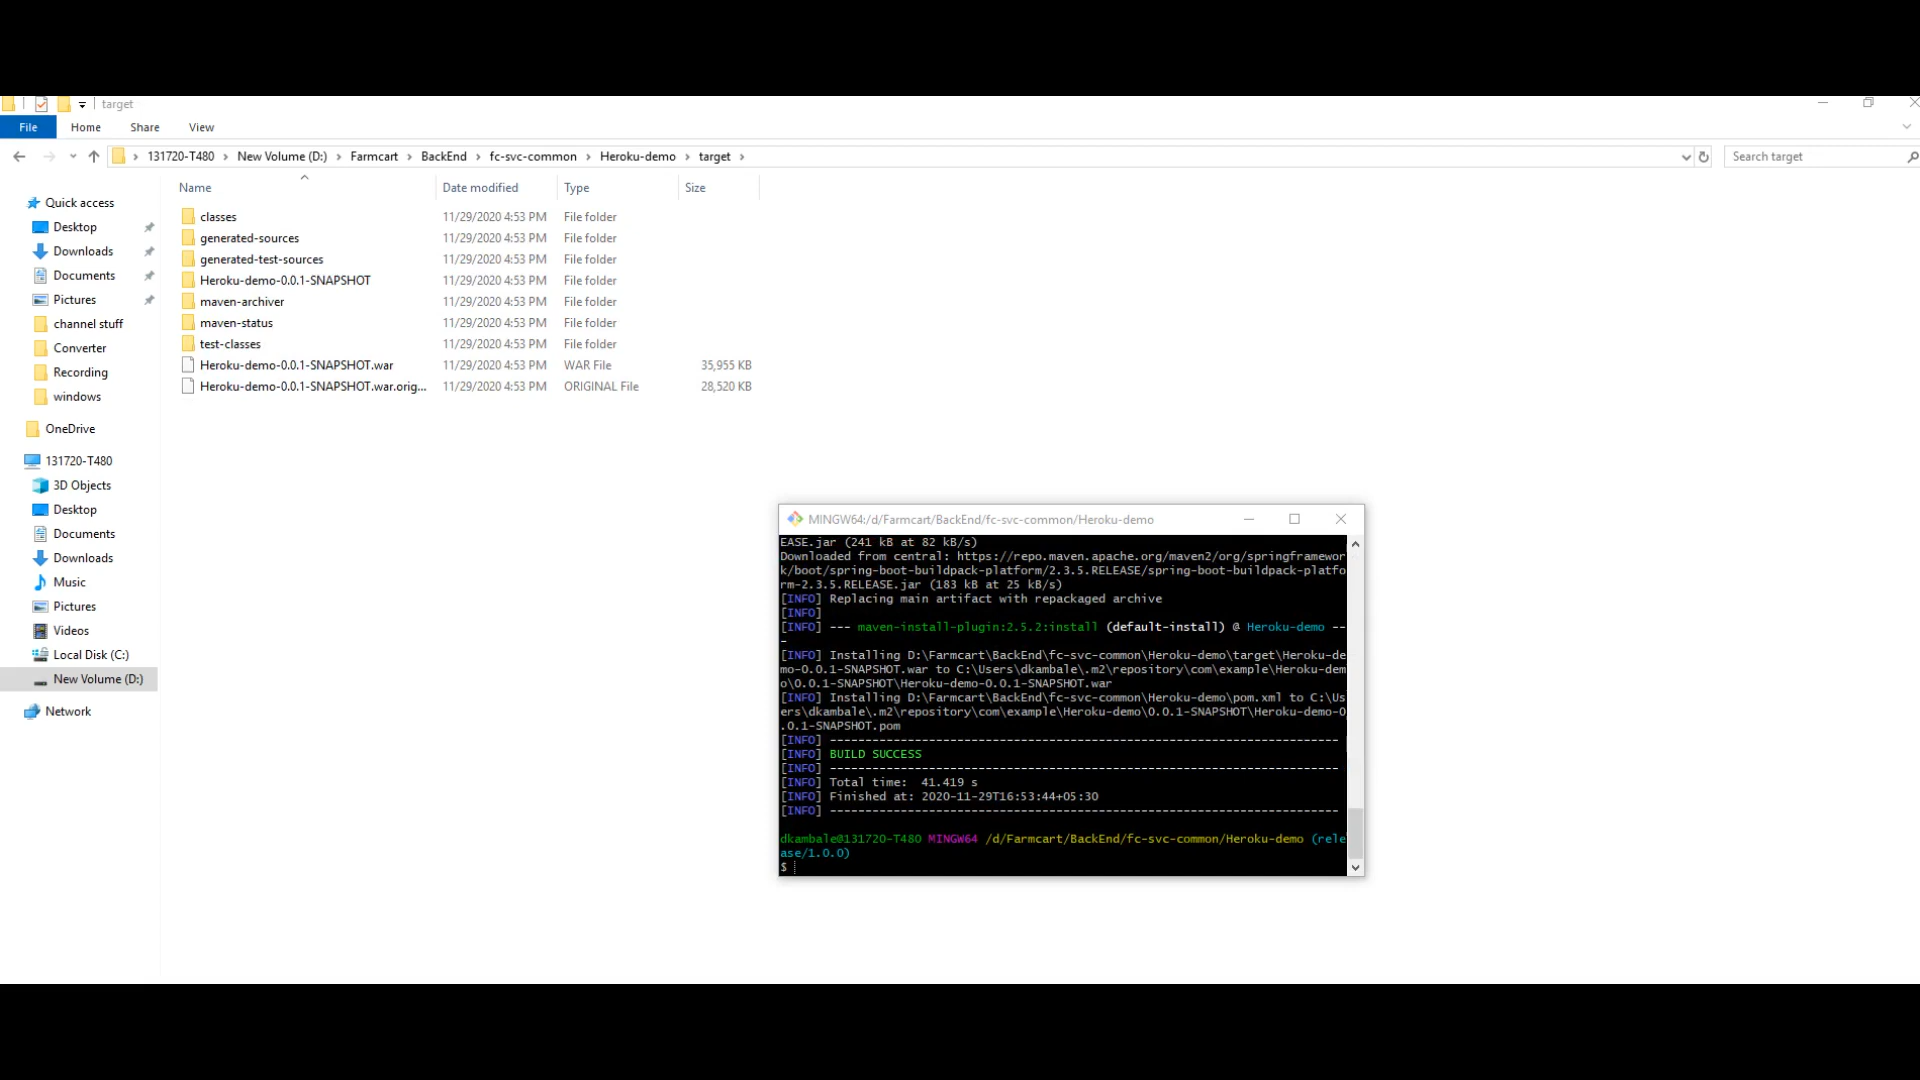 target
File Home Share View
131720-T480 New Volume (D:) Farmcart BackEnd fc-svc-common Heroku-demo target
Search target
Name Date modified Type Size
Quick access
Desktop
Downloads
Documents
Pictures
channel stuff
Converter
Recording
windows
OneDrive
131720-T480
3D Objects
Desktop
Documents
Downloads
Music
Pictures
Videos
Local Disk (C:)
New Volume (D:)
Network
classes 11/29/2020 4:53 PM File folder
generated-sources 11/29/2020 4:53 PM File folder
generated-test-sources 11/29/2020 4:53 PM File folder
Heroku-demo-0.0.1-SNAPSHOT 11/29/2020 4:53 PM File folder
maven-archiver 11/29/2020 4:53 PM File folder
maven-status 11/29/2020 4:53 PM File folder
test-classes 11/29/2020 4:53 PM File folder
Heroku-demo-0.0.1-SNAPSHOT.war 11/29/2020 4:53 PM WAR File 35,955 KB
Heroku-demo-0.0.1-SNAPSHOT.war.orig... 11/29/2020 4:53 PM ORIGINAL File 28,520 KB
MINGW64:/d/Farmcart/BackEnd/fc-svc-common/Heroku-demo
EASE.jar (241 kB at 82 kB/s)
Downloaded from central: https://repo.maven.apache.org/maven2/org/springframewor
k/boot/spring-boot-buildpack-platform/2.3.5.RELEASE/spring-boot-buildpack-platfo
rm-2.3.5.RELEASE.jar (183 kB at 25 kB/s)
[INFO] Replacing main artifact with repackaged archive
[INFO]
[INFO] --- maven-install-plugin:2.5.2:install (default-install) @ Heroku-demo --
-
[INFO] Installing D:\Farmcart\BackEnd\fc-svc-common\Heroku-demo\target\Heroku-de
mo-0.0.1-SNAPSHOT.war to C:\Users\dkambale\.m2\repository\com\example\Heroku-dem
o\0.0.1-SNAPSHOT\Heroku-demo-0.0.1-SNAPSHOT.war
[INFO] Installing D:\Farmcart\BackEnd\fc-svc-common\Heroku-demo\pom.xml to C:\Us
ers\dkambale\.m2\repository\com\example\Heroku-demo\0.0.1-SNAPSHOT\Heroku-demo-0
.0.1-SNAPSHOT.pom
[INFO] ------------------------------------------------------------------------
[INFO] BUILD SUCCESS
[INFO] ------------------------------------------------------------------------
[INFO] Total time:  41.419 s
[INFO] Finished at: 2020-11-29T16:53:44+05:30
[INFO] ------------------------------------------------------------------------
dkambale@131720-T480 MINGW64 /d/Farmcart/BackEnd/fc-svc-common/Heroku-demo (rele
ase/1.0.0)
$